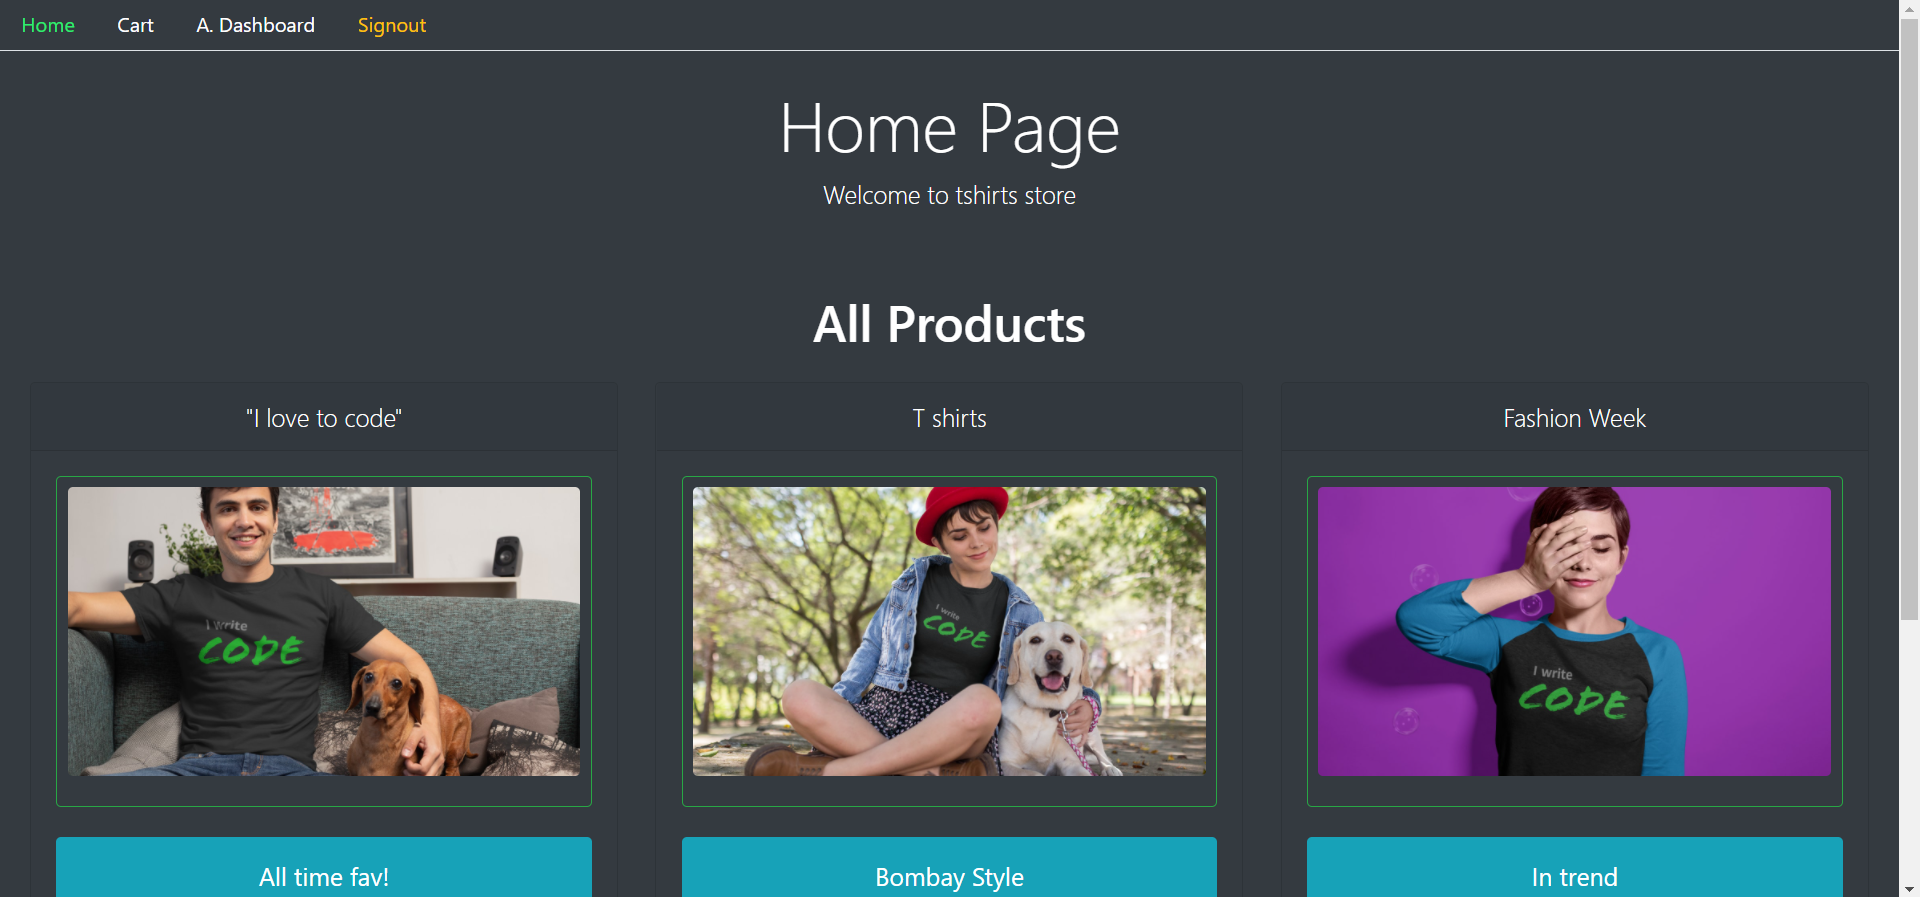 Home Cart A. Dashboard Signout
Home Page
Welcome to tshirts store
All Products
"I love to code"
T shirts
Fashion Week
I write
CODE
I write
CODE
I write
CODE
All time fav!
Bombay Style
In trend